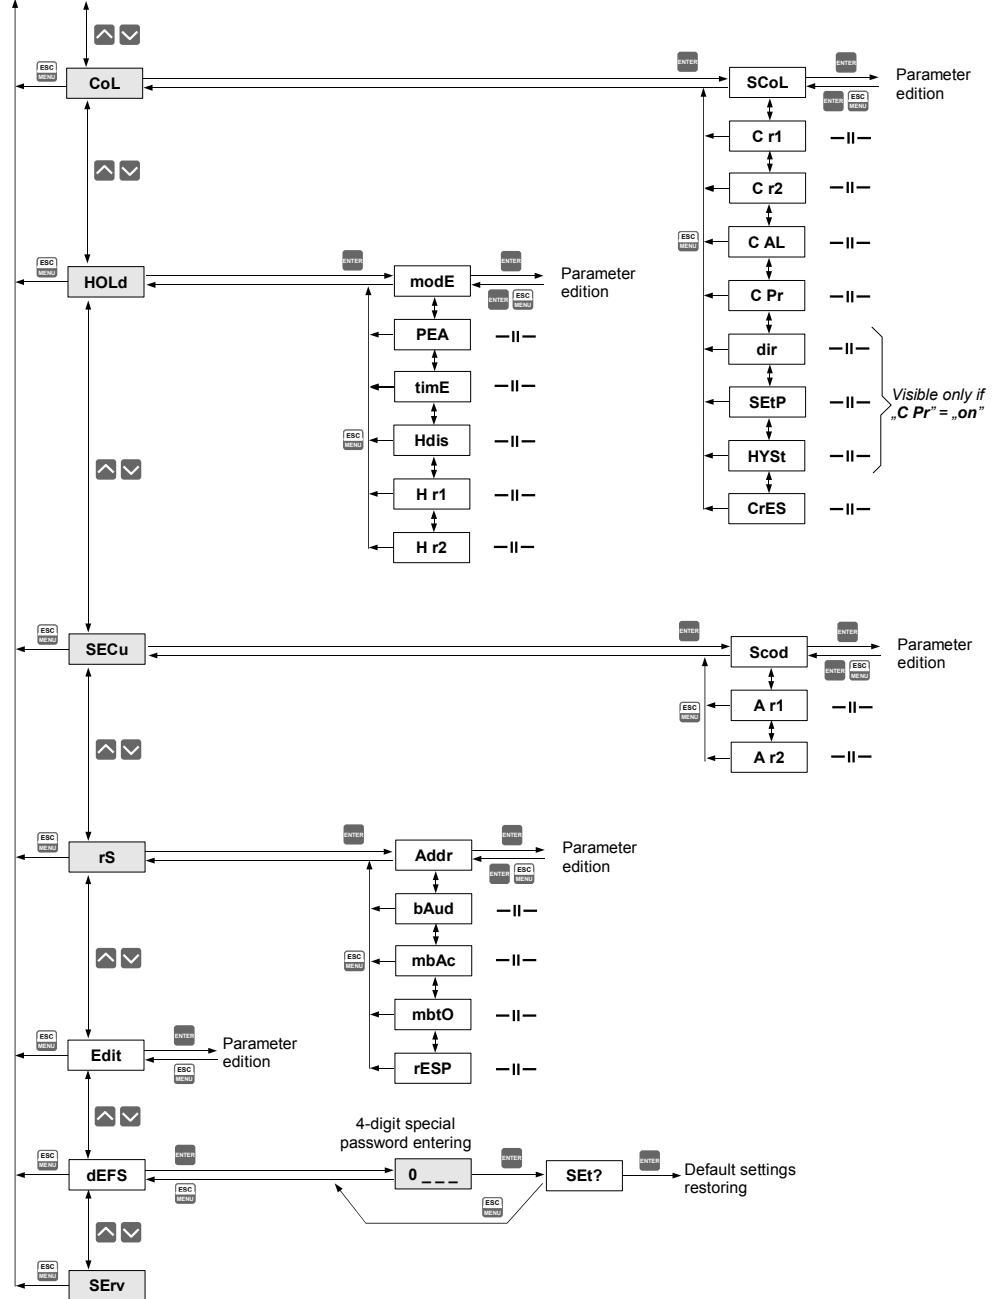 ESC
MENU
CoL
ENTER
SCoL
ENTER
ENTER
ESC
MENU
Parameter
edition
C r1
—II—
C r2
—II—
ESC
MENU
C AL
—II—
C Pr
—II—
dir
—II—
SEtP
—II—
HYSt
—II—
Visible only if
„C Pr” = „on”
CrES
—II—
ESC
MENU
HOLd
ENTER
modE
ENTER
ENTER
ESC
MENU
Parameter
edition
PEA
—II—
timE
—II—
ESC
MENU
Hdis
—II—
H r1
—II—
H r2
—II—
ESC
MENU
SECu
ENTER
Scod
ENTER
ENTER
ESC
MENU
Parameter
edition
ESC
MENU
A r1
—II—
A r2
—II—
ESC
MENU
rS
ENTER
Addr
ENTER
ENTER
ESC
MENU
Parameter
edition
bAud
—II—
ESC
MENU
mbAc
—II—
mbtO
—II—
rESP
—II—
ESC
MENU
Edit
ENTER
ESC
MENU
Parameter
edition
4-digit special
password entering
ESC
MENU
dEFS
ENTER
ESC
MENU
0 _ _ _
ENTER
ESC
MENU
SEt?
ENTER
Default settings
restoring
ESC
MENU
SErv